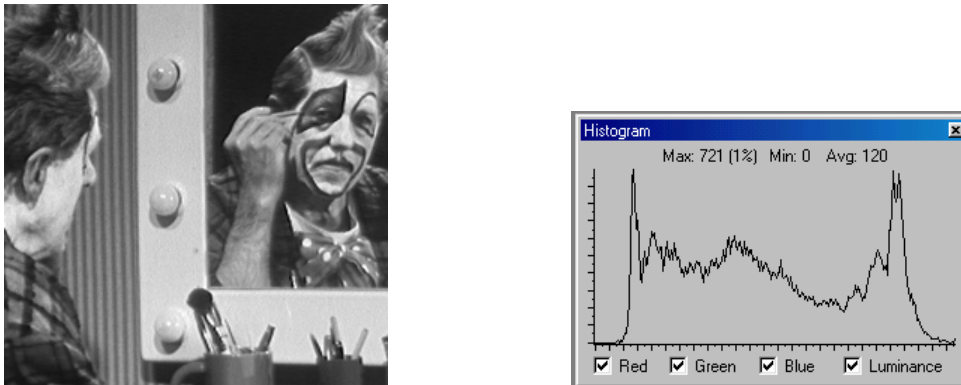 Histogram
Max: 721 (1%) Min: 0 Avg: 120
Red Green Blue Luminance